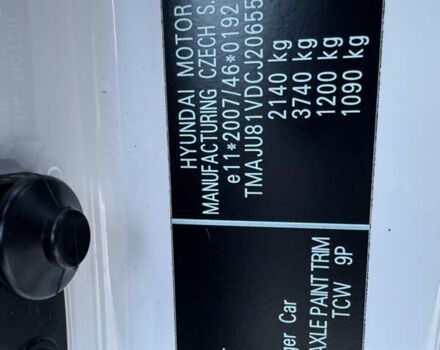 HYUNDAI MOTOR
MANUFACTURING CZECH S.
e11*2007/46*0192
TMAJU81VDCJ20655
2140 kg
3740 kg
1200 kg
1090 kg
Car
AXLE PAINT TRIM
TCW 9P